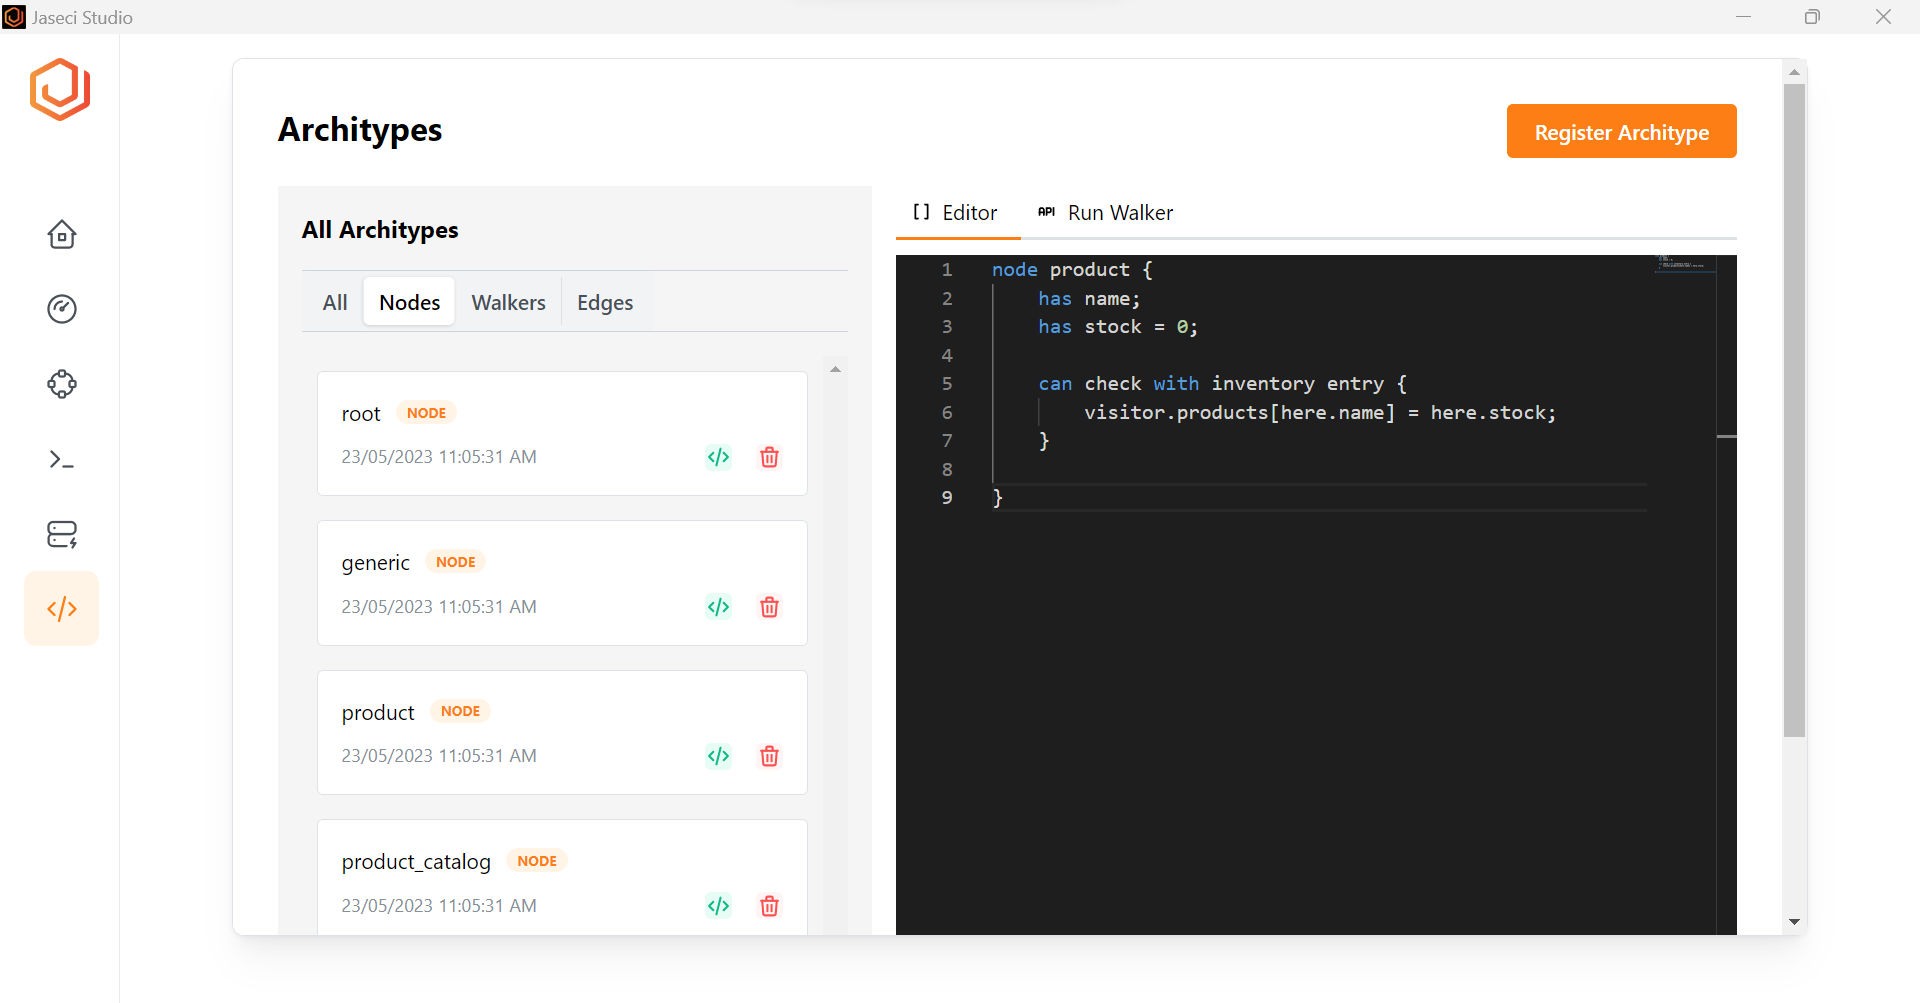 Jaseci Studio
Architypes
Register Architype
All Architypes
All Nodes Walkers Edges
root NODE
23/05/2023 11:05:31 AM
generic NODE
23/05/2023 11:05:31 AM
product NODE
23/05/2023 11:05:31 AM
product_catalog NODE
23/05/2023 11:05:31 AM
[] Editor API Run Walker
1 node product {
2     has name;
3     has stock = 0;
4
5     can check with inventory entry {
6         visitor.products[here.name] = here.stock;
7     }
8
9 }